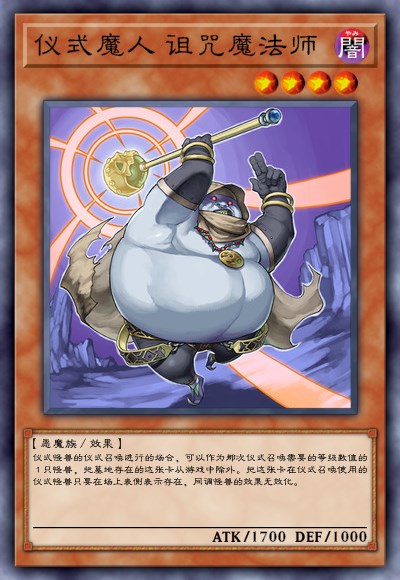 仪式魔人 诅咒魔法师
やみ
闇
【恶魔族／效果】
仪式怪兽的仪式召唤进行的场合，可以作为那次仪式召唤需要的等级数值的
１只怪兽，把墓地存在的这张卡从游戏中除外。把这张卡在仪式召唤使用的
仪式怪兽只要在场上表侧表示存在，同调怪兽的效果无效化。
ATK/1700 DEF/1000